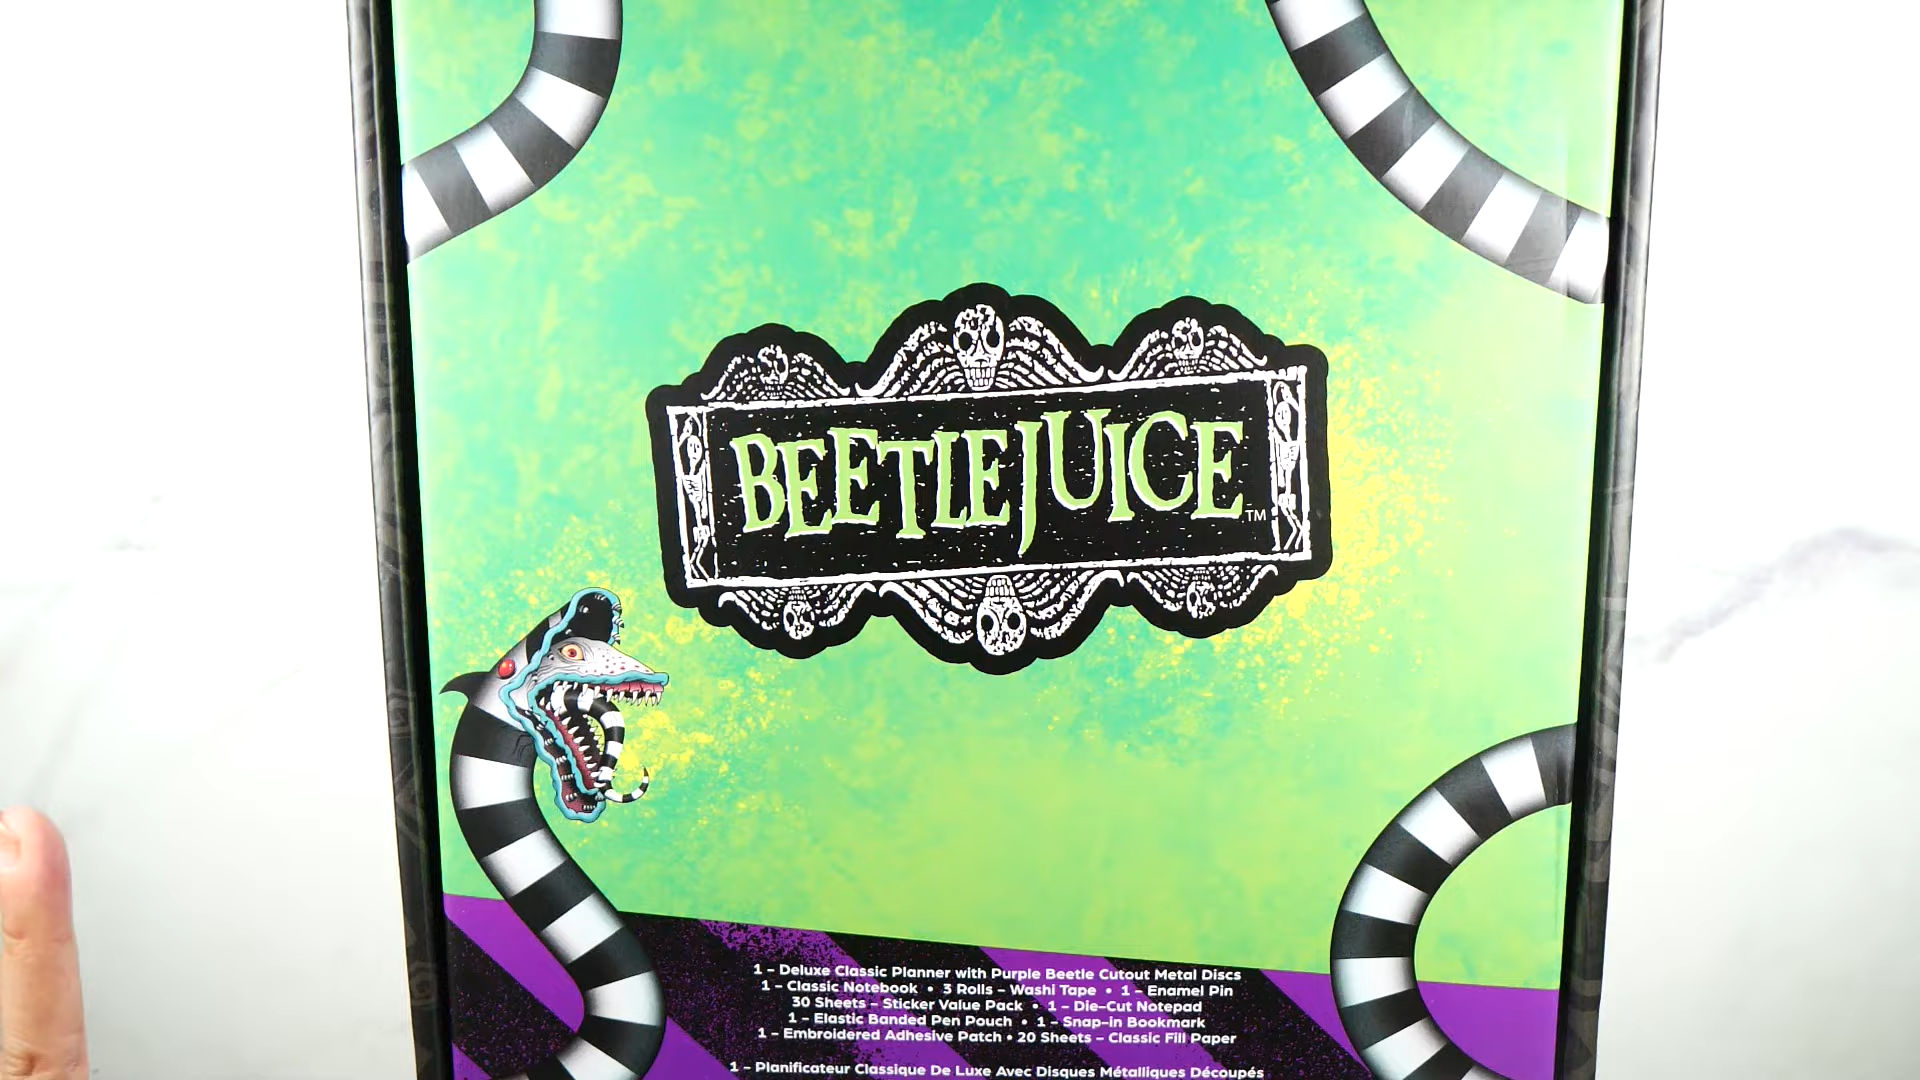 BEETLEJUICE™
1 - Deluxe Classic Planner with Purple Beetle Cutout Metal Discs
1 - Classic Notebook • 3 Rolls - Washi Tape • 1 - Enamel Pin
30 Sheets - Sticker Value Pack • 1 - Die-Cut Notepad
1 - Elastic Banded Pen Pouch • 1 - Snap-in Bookmark
1 - Embroidered Adhesive Patch • 20 Sheets - Classic Fill Paper
1 - Planificateur Classique De Luxe Avec Disques Métalliques Découpés